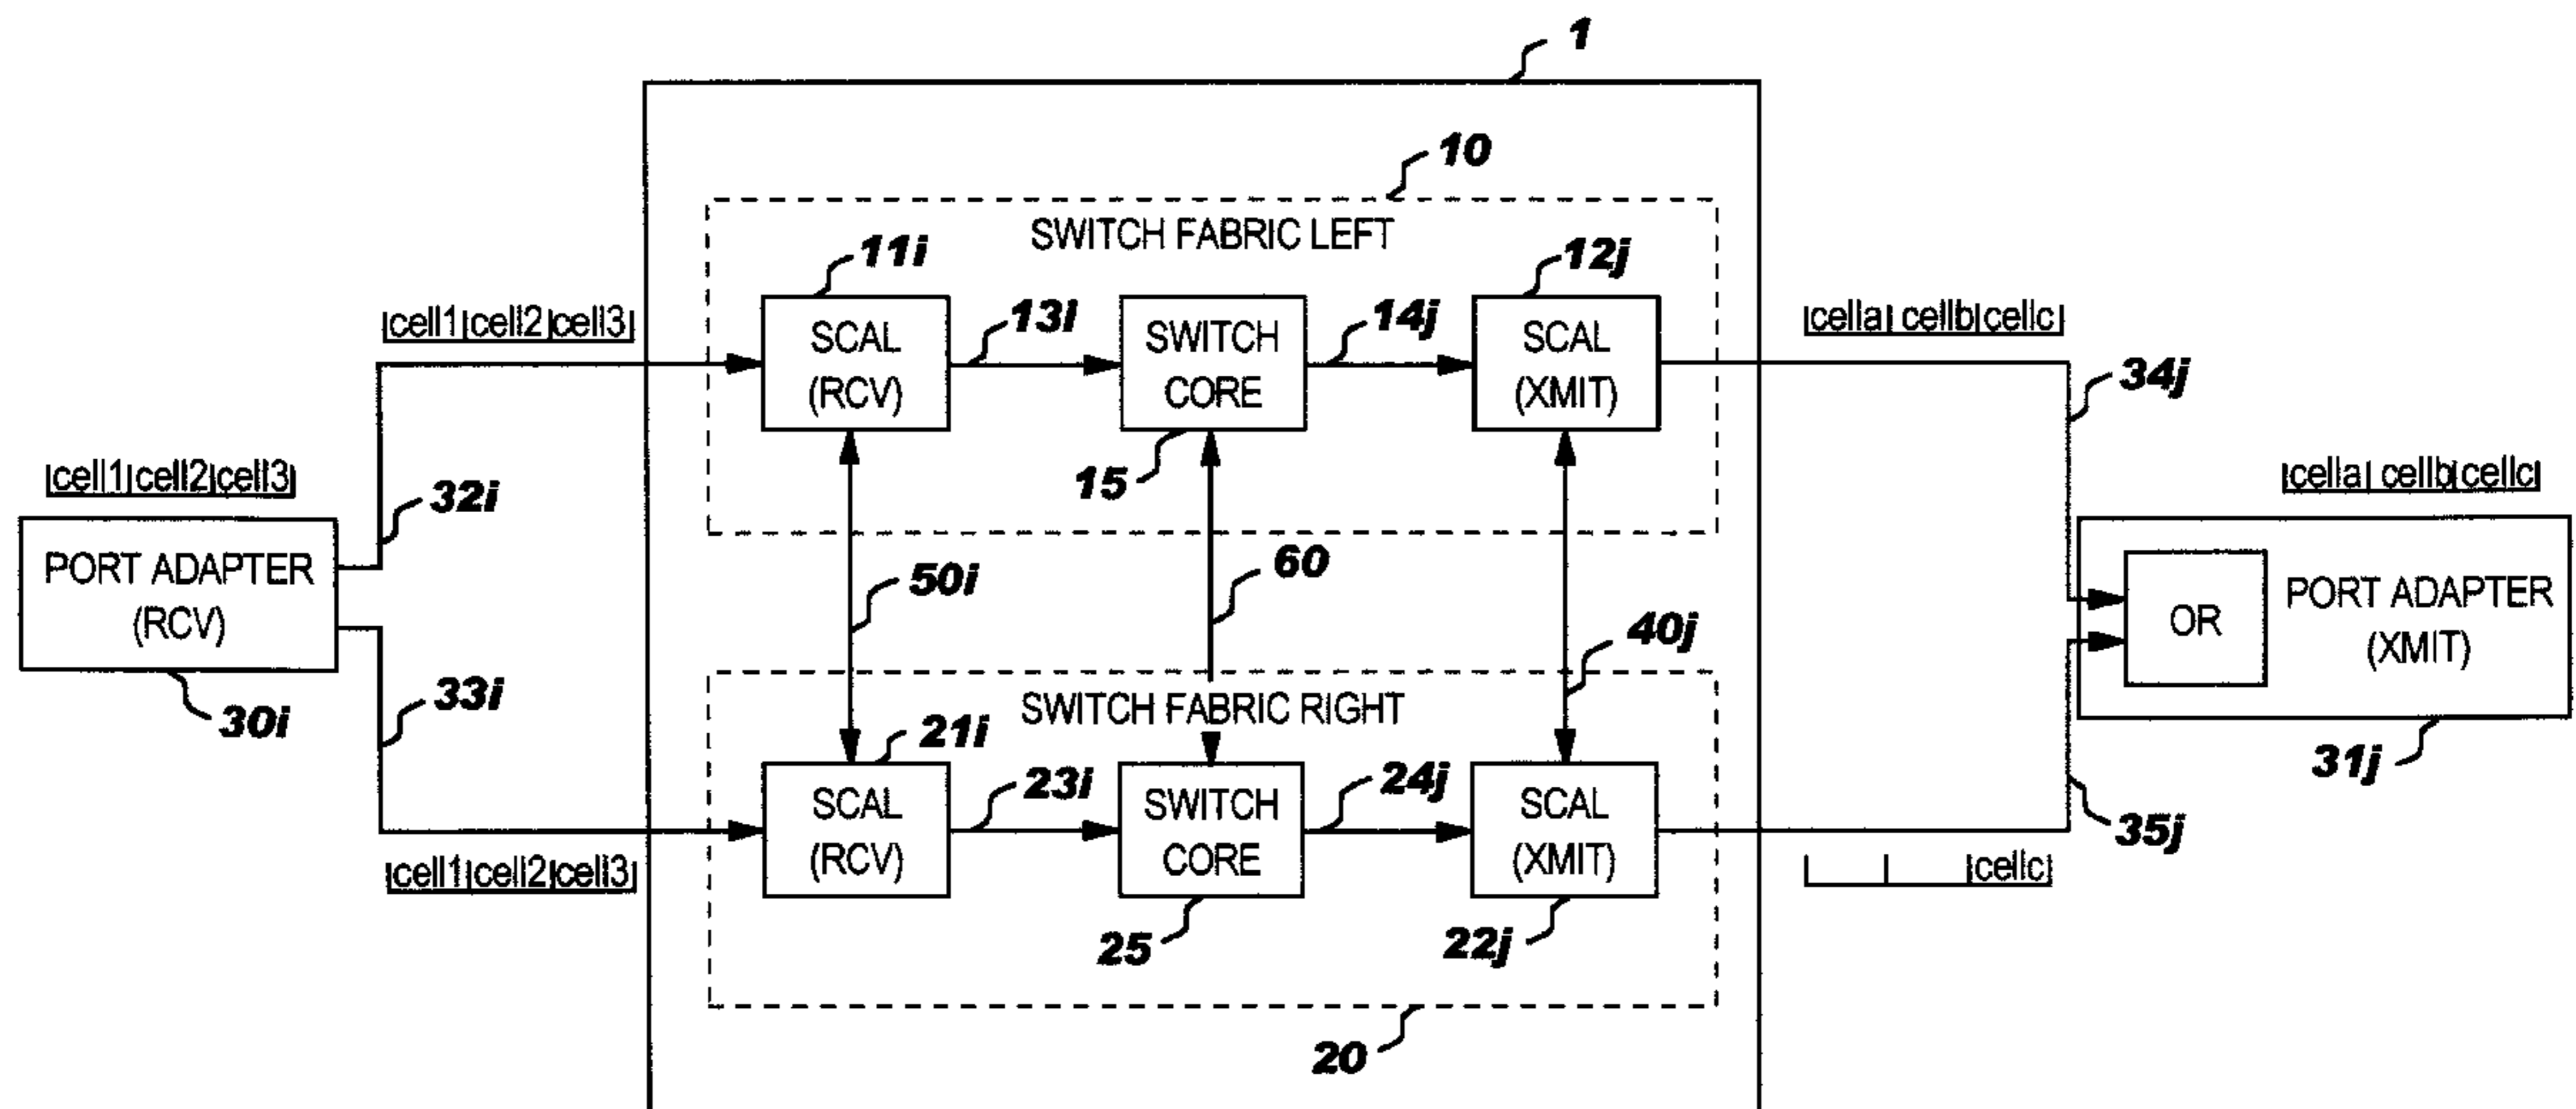 1
10
SWITCH FABRIC LEFT
11i
12j
|cell1|cell2|cell3|
13i
14j
|cella| cellb|cellc|
SCAL
(RCV)
SWITCH
CORE
SCAL
(XMIT)
34j
|cell1|cell2|cell3|
32i
15
|cella| cellb|cellc|
PORT ADAPTER
(RCV)
50i
60
40j
OR
PORT ADAPTER
(XMIT)
33i
30i
SWITCH FABRIC RIGHT
21i
23i
24j
31j
SCAL
(RCV)
SWITCH
CORE
SCAL
(XMIT)
35j
|cell1|cell2|cell3|
| | |cellc|
25
22j
20